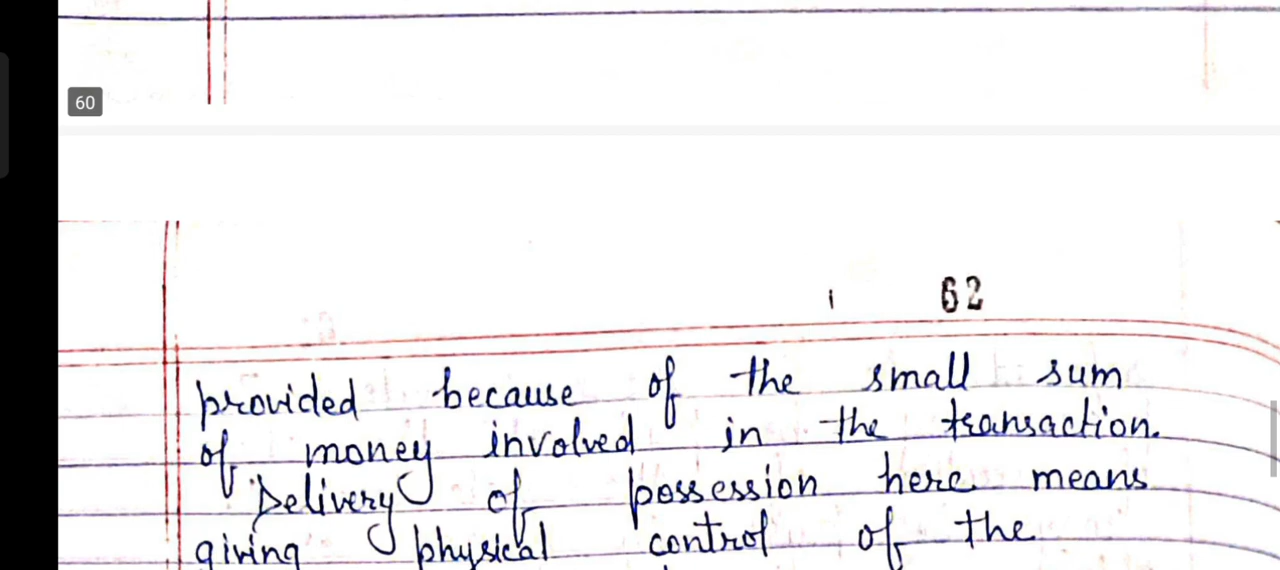 60
62
provided because of the small sum
of money involved in the transaction.
Delivery of possession here means
giving physical control of the